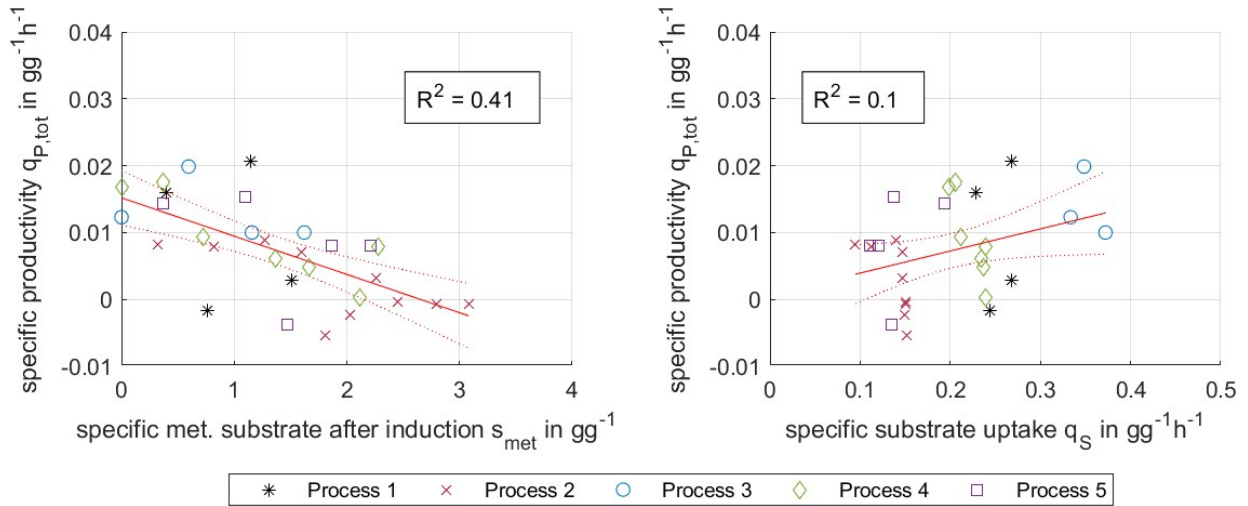 specific productivity q_P,tot in gg^-1h^-1
0.04
0.03
0.02
0.01
0
-0.01
R^2 = 0.41
0 1 2 3 4
specific met. substrate after induction s_met in gg^-1
specific productivity q_P,tot in gg^-1h^-1
0.04
0.03
0.02
0.01
0
-0.01
R^2 = 0.1
0 0.1 0.2 0.3 0.4 0.5
specific substrate uptake q_S in gg^-1h^-1
Process 1 Process 2 Process 3 Process 4 Process 5